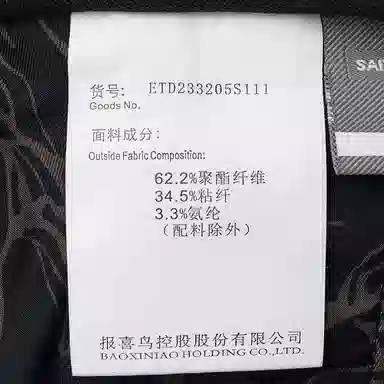 货号: ETD233205S111
Goods No.
SAI
面料成分:
Outside Fabric Composition:
62.2%聚酯纤维
34.5%粘纤
3.3%氨纶
(配料除外)
报喜鸟控股股份有限公司
BAOXINIAO HOLDING CO.,LTD.